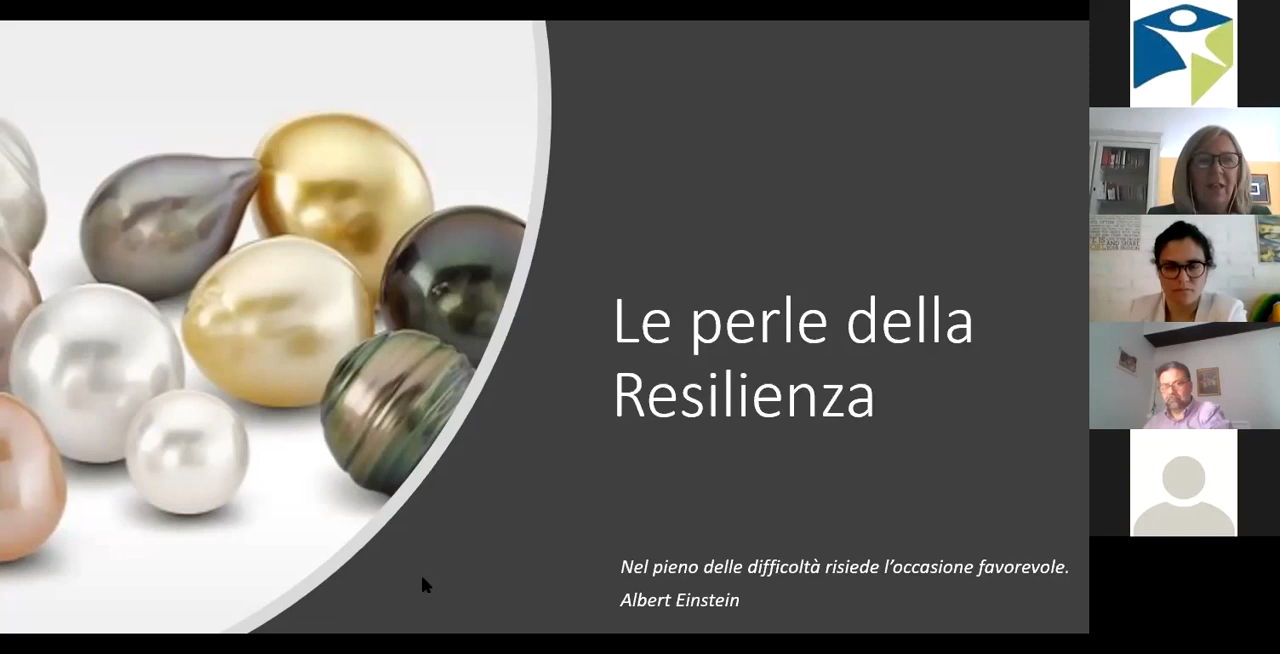 Le perle della
Resilienza
Nel pieno delle difficoltà risiede l’occasione favorevole.
Albert Einstein